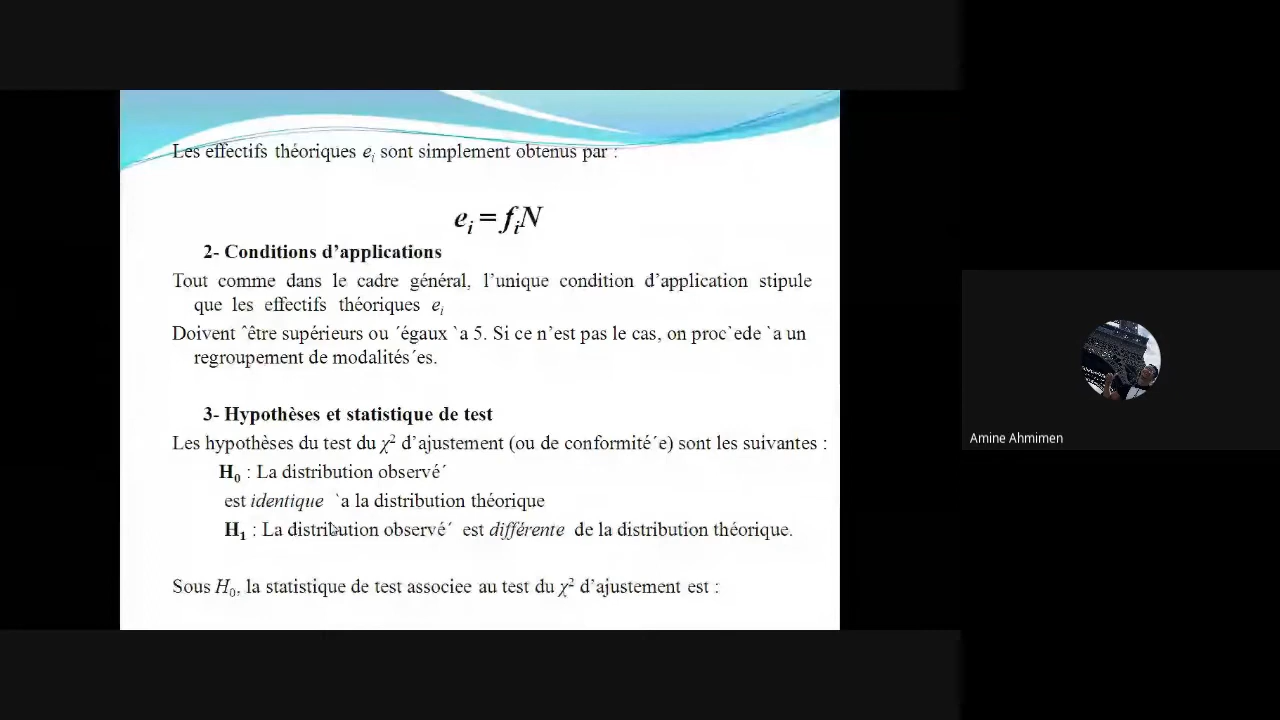 Les effectifs théoriques ei sont simplement obtenus par :
ei = fiN
2- Conditions d’applications
Tout comme dans le cadre général, l’unique condition d’application stipule
que les effectifs théoriques ei
Doivent ˆêtre supérieurs ou ´égaux `a 5. Si ce n’est pas le cas, on proc`ede `a un
regroupement de modalités´es.
3- Hypothèses et statistique de test
Les hypothèses du test du χ² d’ajustement (ou de conformité´e) sont les suivantes :
H₀ : La distribution observé´
est identique `a la distribution théorique
H₁ : La distribution observé´ est différente de la distribution théorique.
Sous H₀, la statistique de test associee au test du χ² d’ajustement est :
Amine Ahmimen